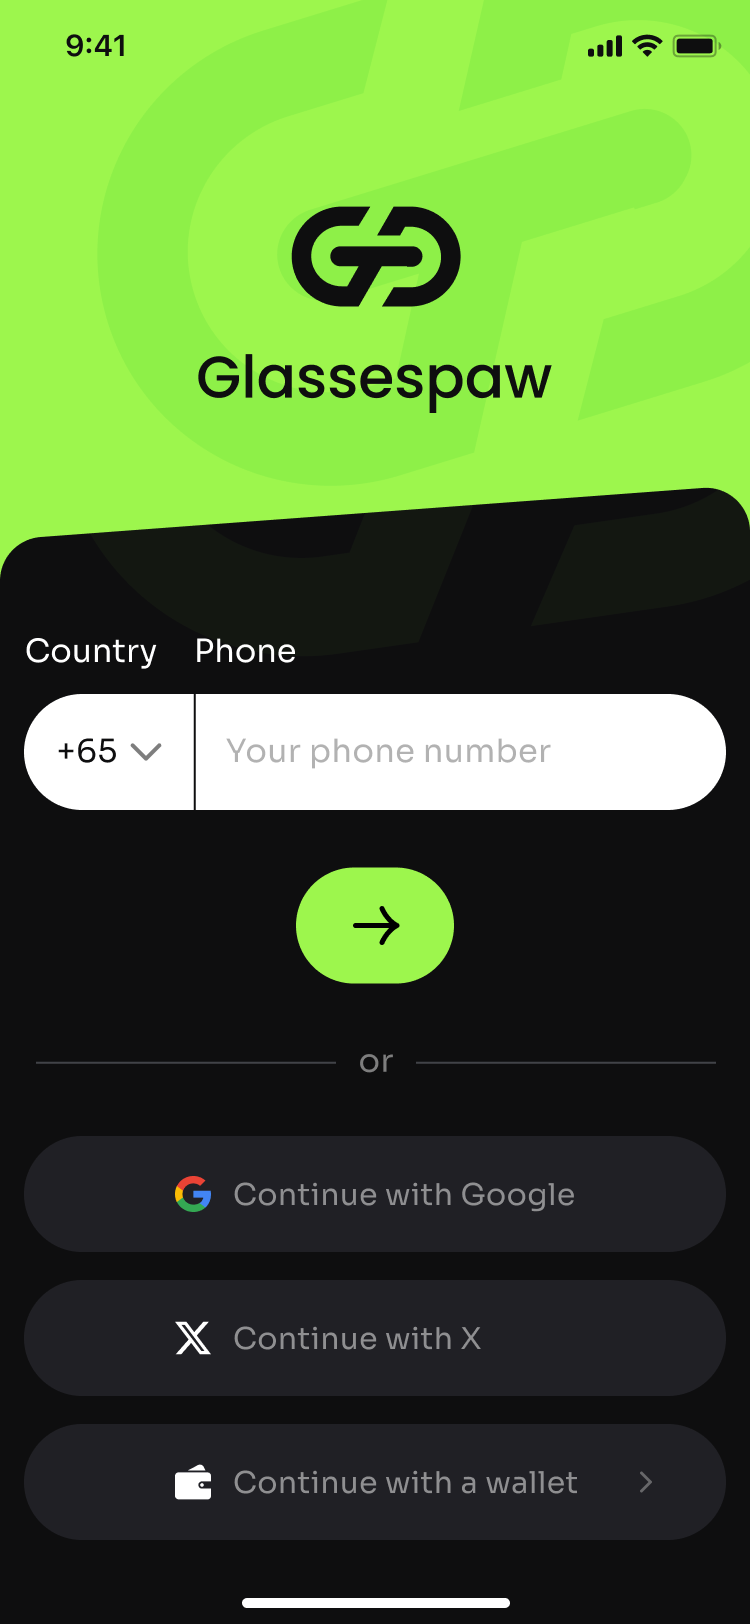 9:41
Glassespaw
Country Phone
+65 Your phone number
or
Continue with Google
Continue with X
Continue with a wallet